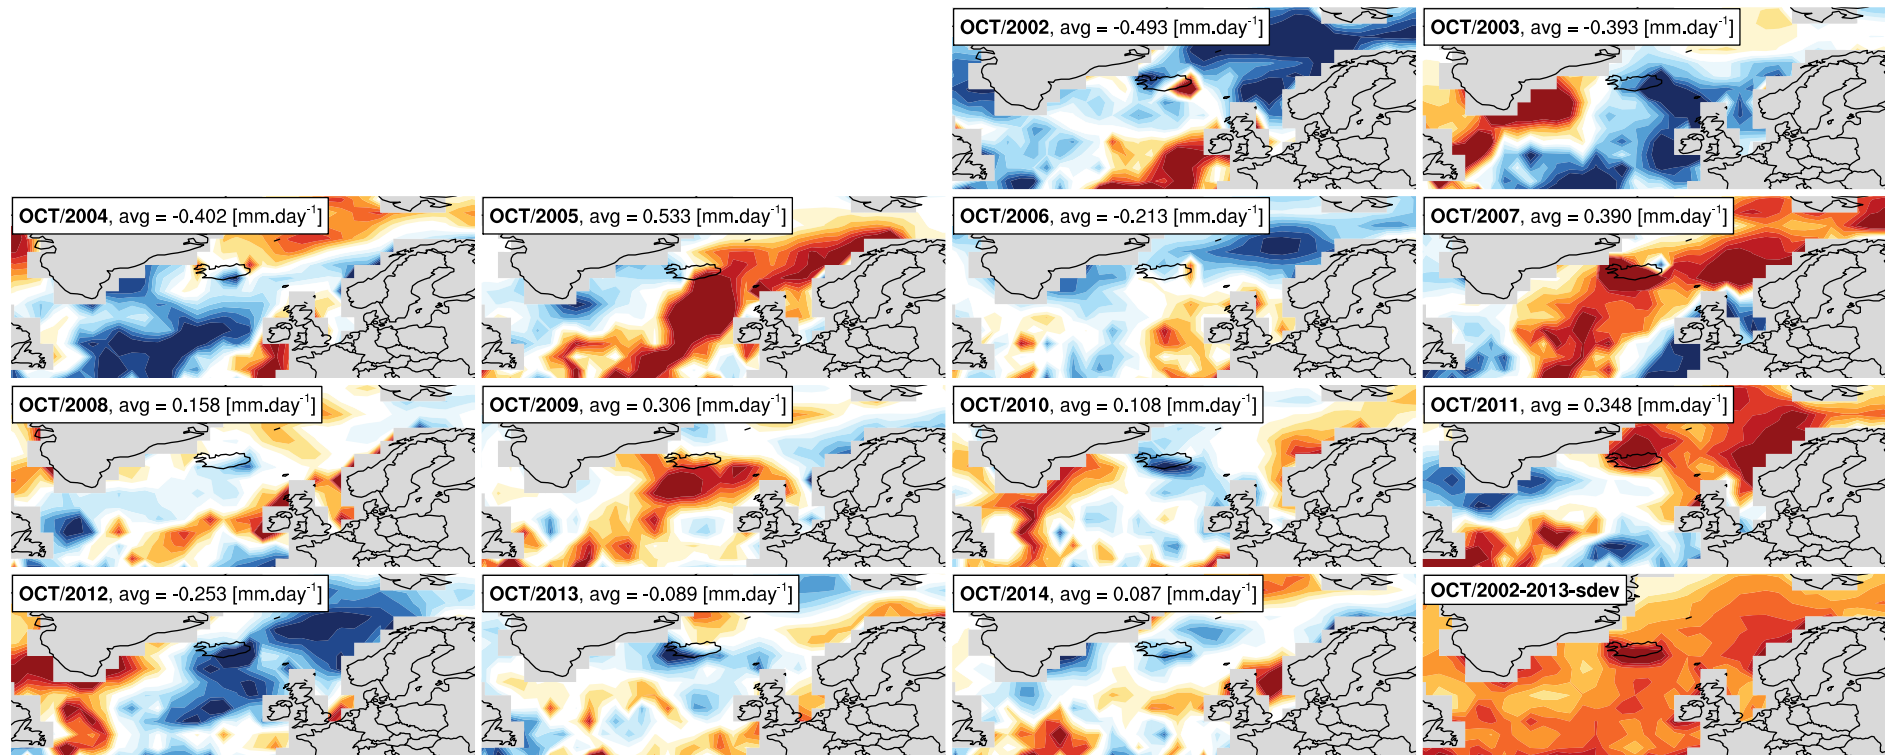 OCT/2002, avg = -0.493 [mm.day-1]
OCT/2003, avg = -0.393 [mm.day-1]
OCT/2004, avg = -0.402 [mm.day-1]
OCT/2005, avg = 0.533 [mm.day-1]
OCT/2006, avg = -0.213 [mm.day-1]
OCT/2007, avg = 0.390 [mm.day-1]
OCT/2008, avg = 0.158 [mm.day-1]
OCT/2009, avg = 0.306 [mm.day-1]
OCT/2010, avg = 0.108 [mm.day-1]
OCT/2011, avg = 0.348 [mm.day-1]
OCT/2012, avg = -0.253 [mm.day-1]
OCT/2013, avg = -0.089 [mm.day-1]
OCT/2014, avg = 0.087 [mm.day-1]
OCT/2002-2013-sdev